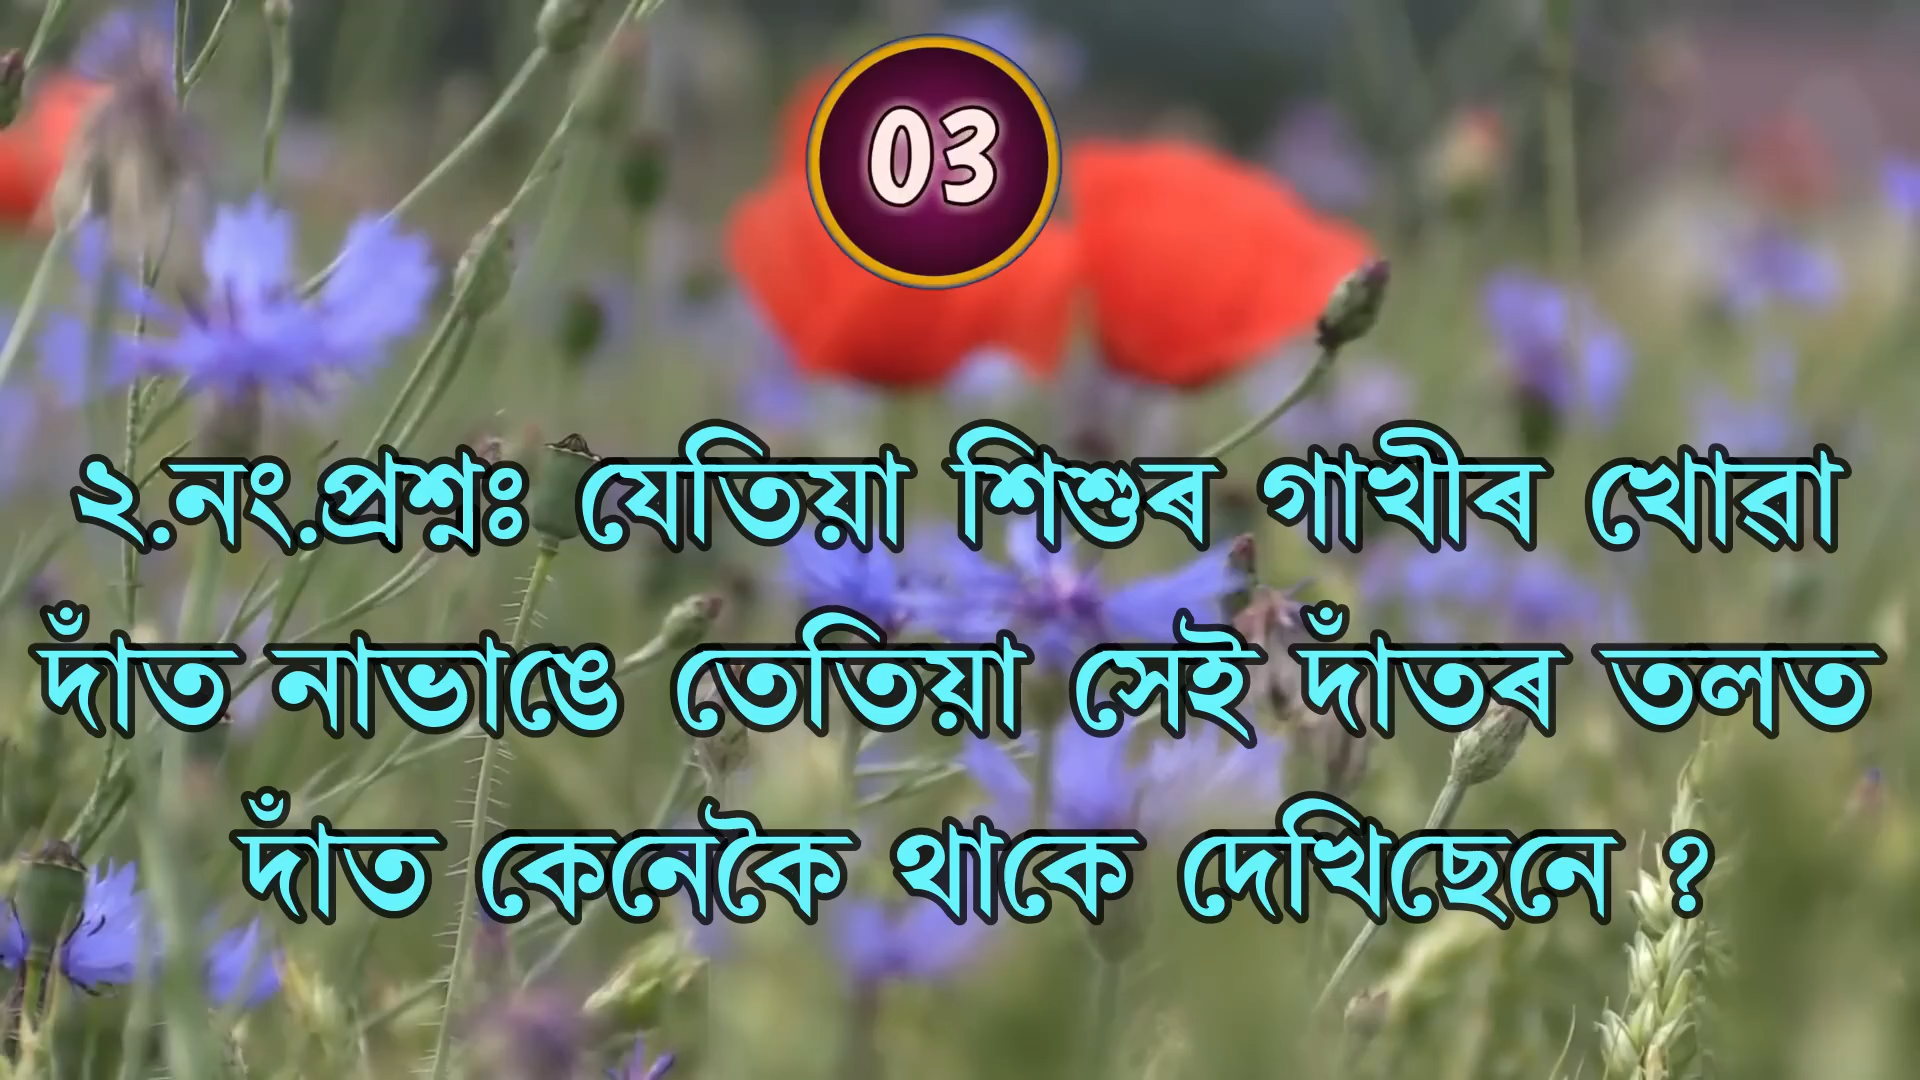 03
২.নং.প্ৰশ্নঃ যেতিয়া শিশুৰ গাখীৰ খোৱা
দাঁত নাভাঙে তেতিয়া সেই দাঁতৰ তলত
দাঁত কেনেকৈ থাকে দেখিছেনে ?